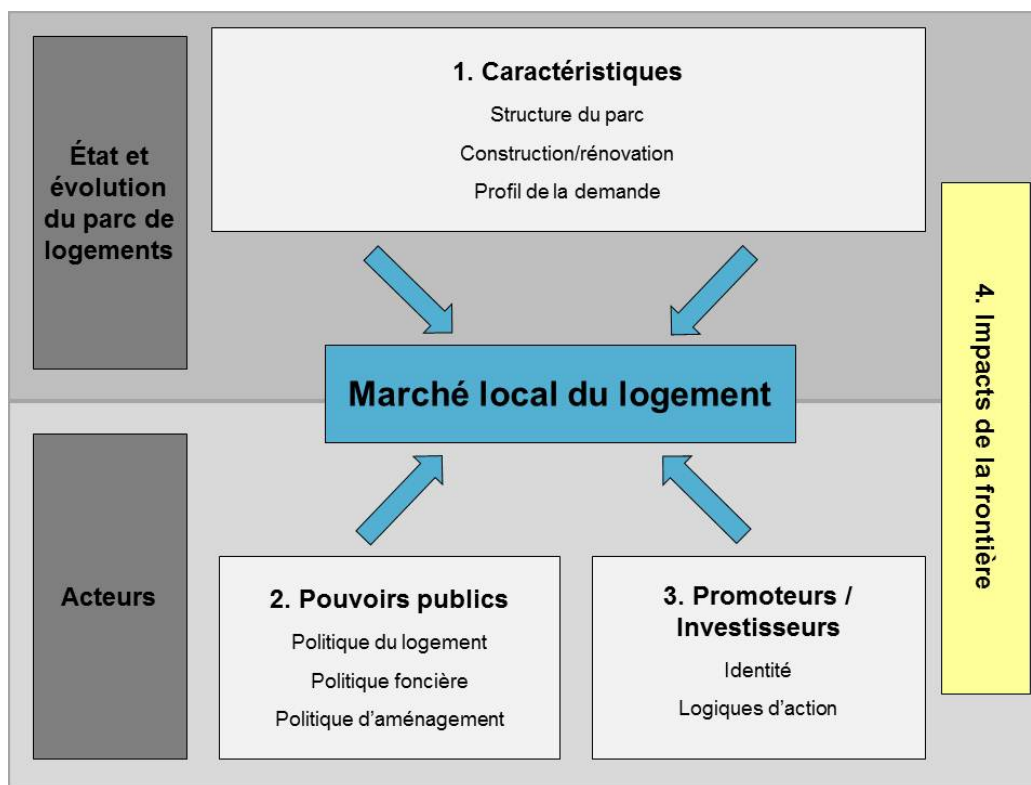 État et
évolution
du parc de
logements
1. Caractéristiques
Structure du parc
Construction/rénovation
Profil de la demande
Marché local du logement
4. Impacts de la frontière
Acteurs
2. Pouvoirs publics
Politique du logement
Politique foncière
Politique d’aménagement
3. Promoteurs /
Investisseurs
Identité
Logiques d’action